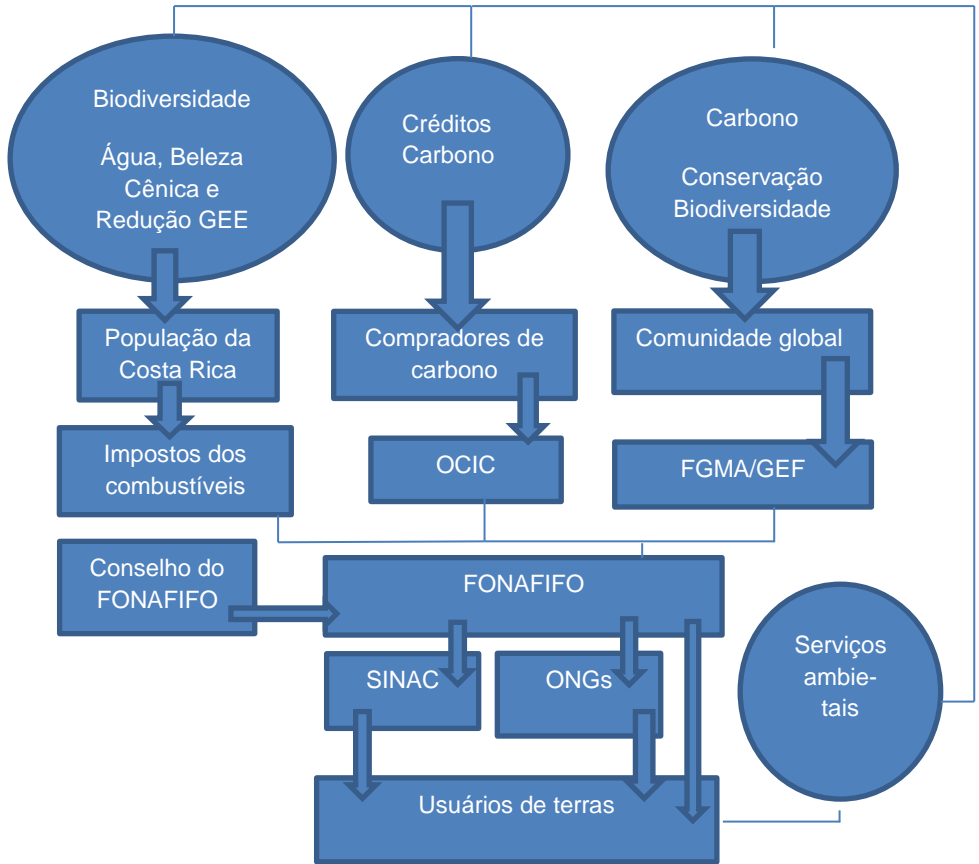 Biodiversidade
Água, Beleza
Cênica e
Redução GEE
Créditos
Carbono
Carbono
Conservação
Biodiversidade
População da
Costa Rica
Compradores de
carbono
Comunidade global
Impostos dos
combustíveis
OCIC
FGMA/GEF
Conselho do
FONAFIFO
FONAFIFO
SINAC
ONGs
Serviços
ambie-
tais
Usuários de terras